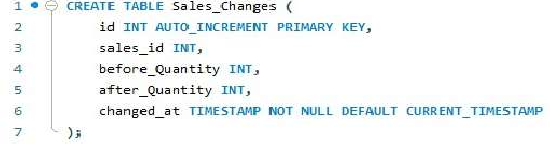 1 CREATE TABLE Sales_Changes (
2 id INT AUTO_INCREMENT PRIMARY KEY,
3 sales_id INT,
4 before_Quantity INT,
5 after_Quantity INT,
6 changed_at TIMESTAMP NOT NULL DEFAULT CURRENT_TIMESTAMP
7 );